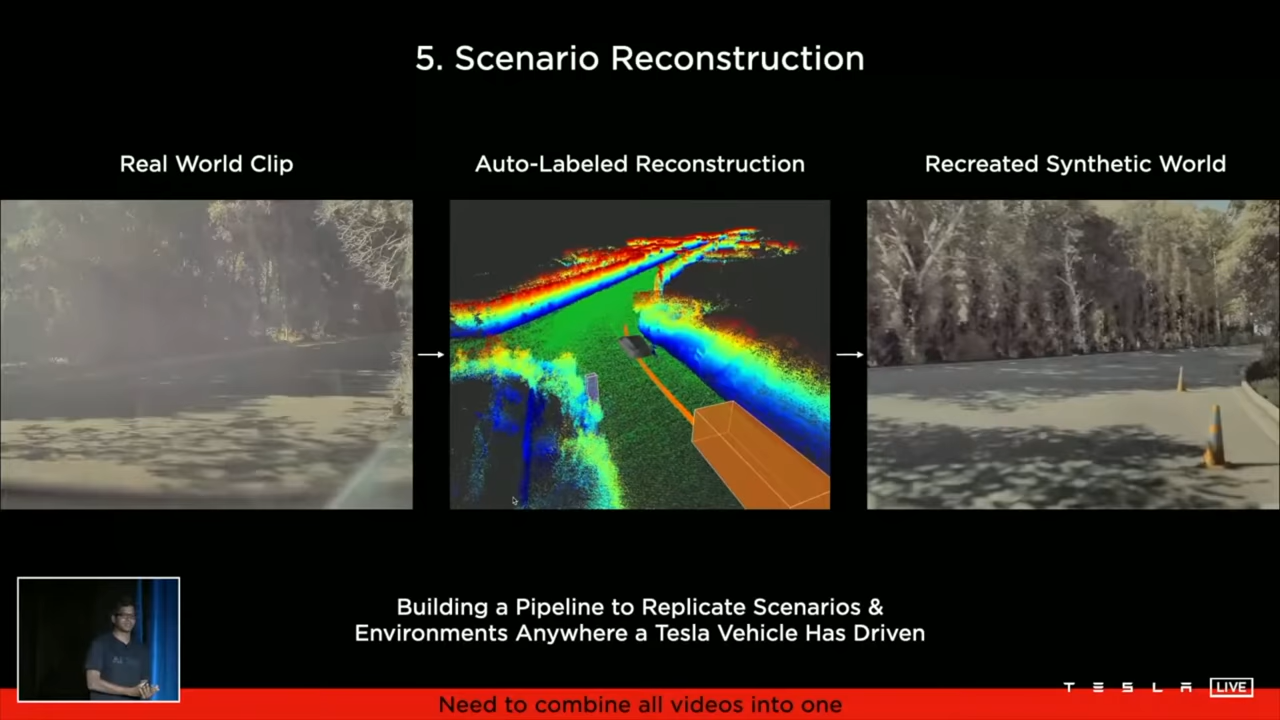 5. Scenario Reconstruction
Real World Clip
Auto-Labeled Reconstruction
Recreated Synthetic World
Building a Pipeline to Replicate Scenarios &
Environments Anywhere a Tesla Vehicle Has Driven
TESLA LIVE
Need to combine all videos into one